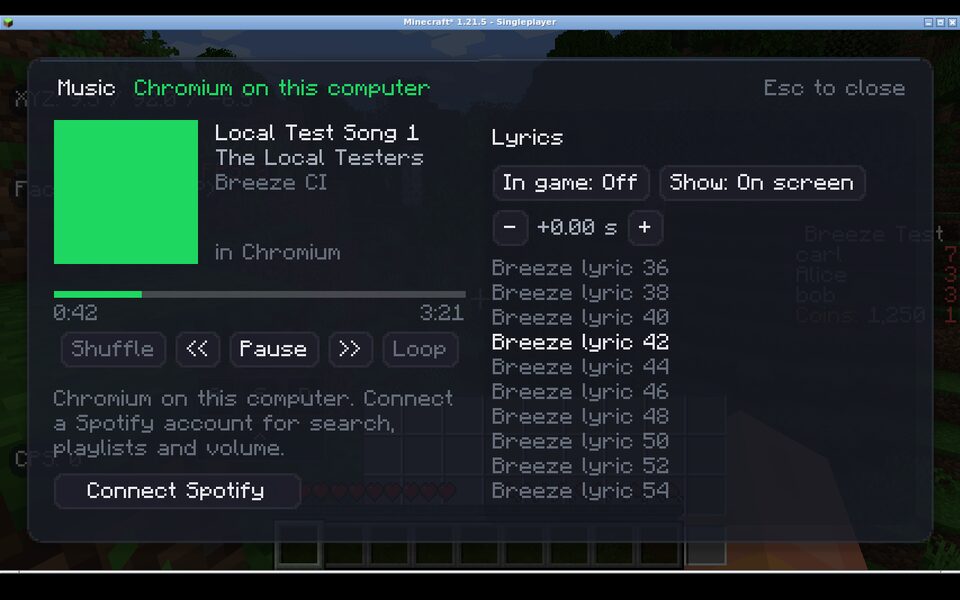 Minecraft* 1.21.5 - Singleplayer
Music Chromium on this computer
Esc to close
Local Test Song 1
The Local Testers
Breeze CI
in Chromium
0:42 3:21
Shuffle << Pause >> Loop
Chromium on this computer. Connect
a Spotify account for search,
playlists and volume.
Connect Spotify
Lyrics
In game: Off Show: On screen
- +0.00 s +
Breeze lyric 36
Breeze lyric 38
Breeze lyric 40
Breeze lyric 42
Breeze lyric 44
Breeze lyric 46
Breeze lyric 48
Breeze lyric 50
Breeze lyric 52
Breeze lyric 54
Breeze Test
carl 7
Alice 3
bob 3
Coins: 1,250 1